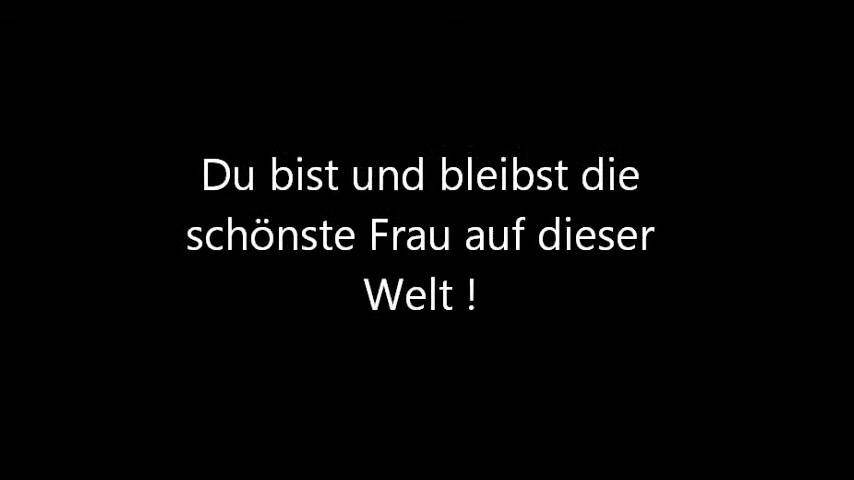 Du bist und bleibst die
schönste Frau auf dieser
Welt !